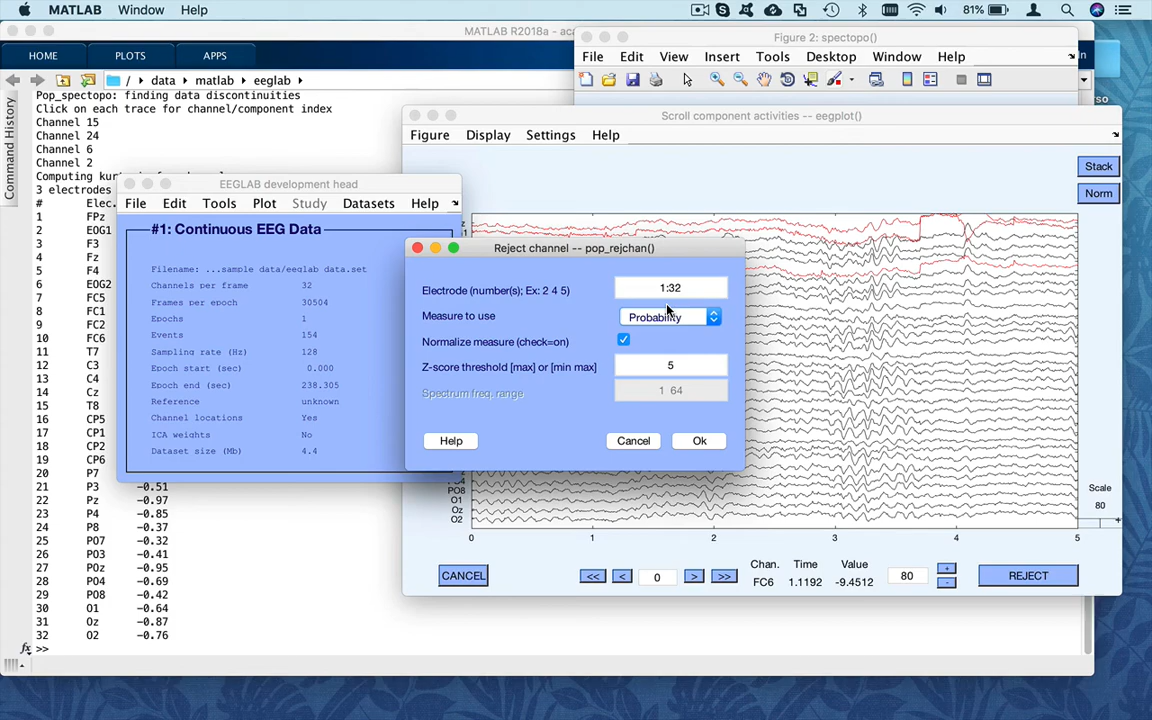 MATLAB Window Help 81%
MATLAB R2018a - aca
Figure 2: spectopo()
HOME PLOTS APPS
File Edit View Insert Tools Desktop Window Help
/ › data › matlab › eeglab ›
Command History
Pop_spectopo: finding data discontinuities
Click on each trace for channel/component index
Channel 15
Channel 24
Channel 6
Channel 2
3 electrodes
# Elec.
1 FPz
2 EOG1
3 F3
4 Fz
5 F4
6 EOG2
7 FC5
8 FC1
9 FC2
10 FC6
11 T7
12 C3
13 C4
14 Cz
15 T8
16 CP5
17 CP1
18 CP2
19 CP6
20 P7
21 P3 -0.51
22 Pz -0.97
23 P4 -0.85
24 P8 -0.37
25 PO7 -0.32
26 PO3 -0.41
27 POz -0.95
28 PO4 -0.69
29 PO8 -0.42
30 O1 -0.64
31 Oz -0.87
32 O2 -0.76
fx >>
EEGLAB development head
File Edit Tools Plot Study Datasets Help
#1: Continuous EEG Data
Filename: ...sample data/eeglab data.set
Channels per frame 32
Frames per epoch 30504
Epochs 1
Events 154
Sampling rate (Hz) 128
Epoch start (sec) 0.000
Epoch end (sec) 238.305
Reference unknown
Channel locations Yes
ICA weights No
Dataset size (Mb) 4.4
Scroll component activities -- eegplot()
Figure Display Settings Help
Stack
Norm
Reject channel -- pop_rejchan()
Electrode (number(s); Ex: 2 4 5) 1:32
Measure to use Probability
Normalize measure (check=on)
Z-score threshold [max] or [min max] 5
Spectrum freq. range 1 64
Help Cancel Ok
PO8
O1
Oz
O2
0 1 2 3 4 5
Scale
80
+
Chan. Time Value
FC6 1.1192 -9.4512
CANCEL << < 0 > >> 80 + - REJECT